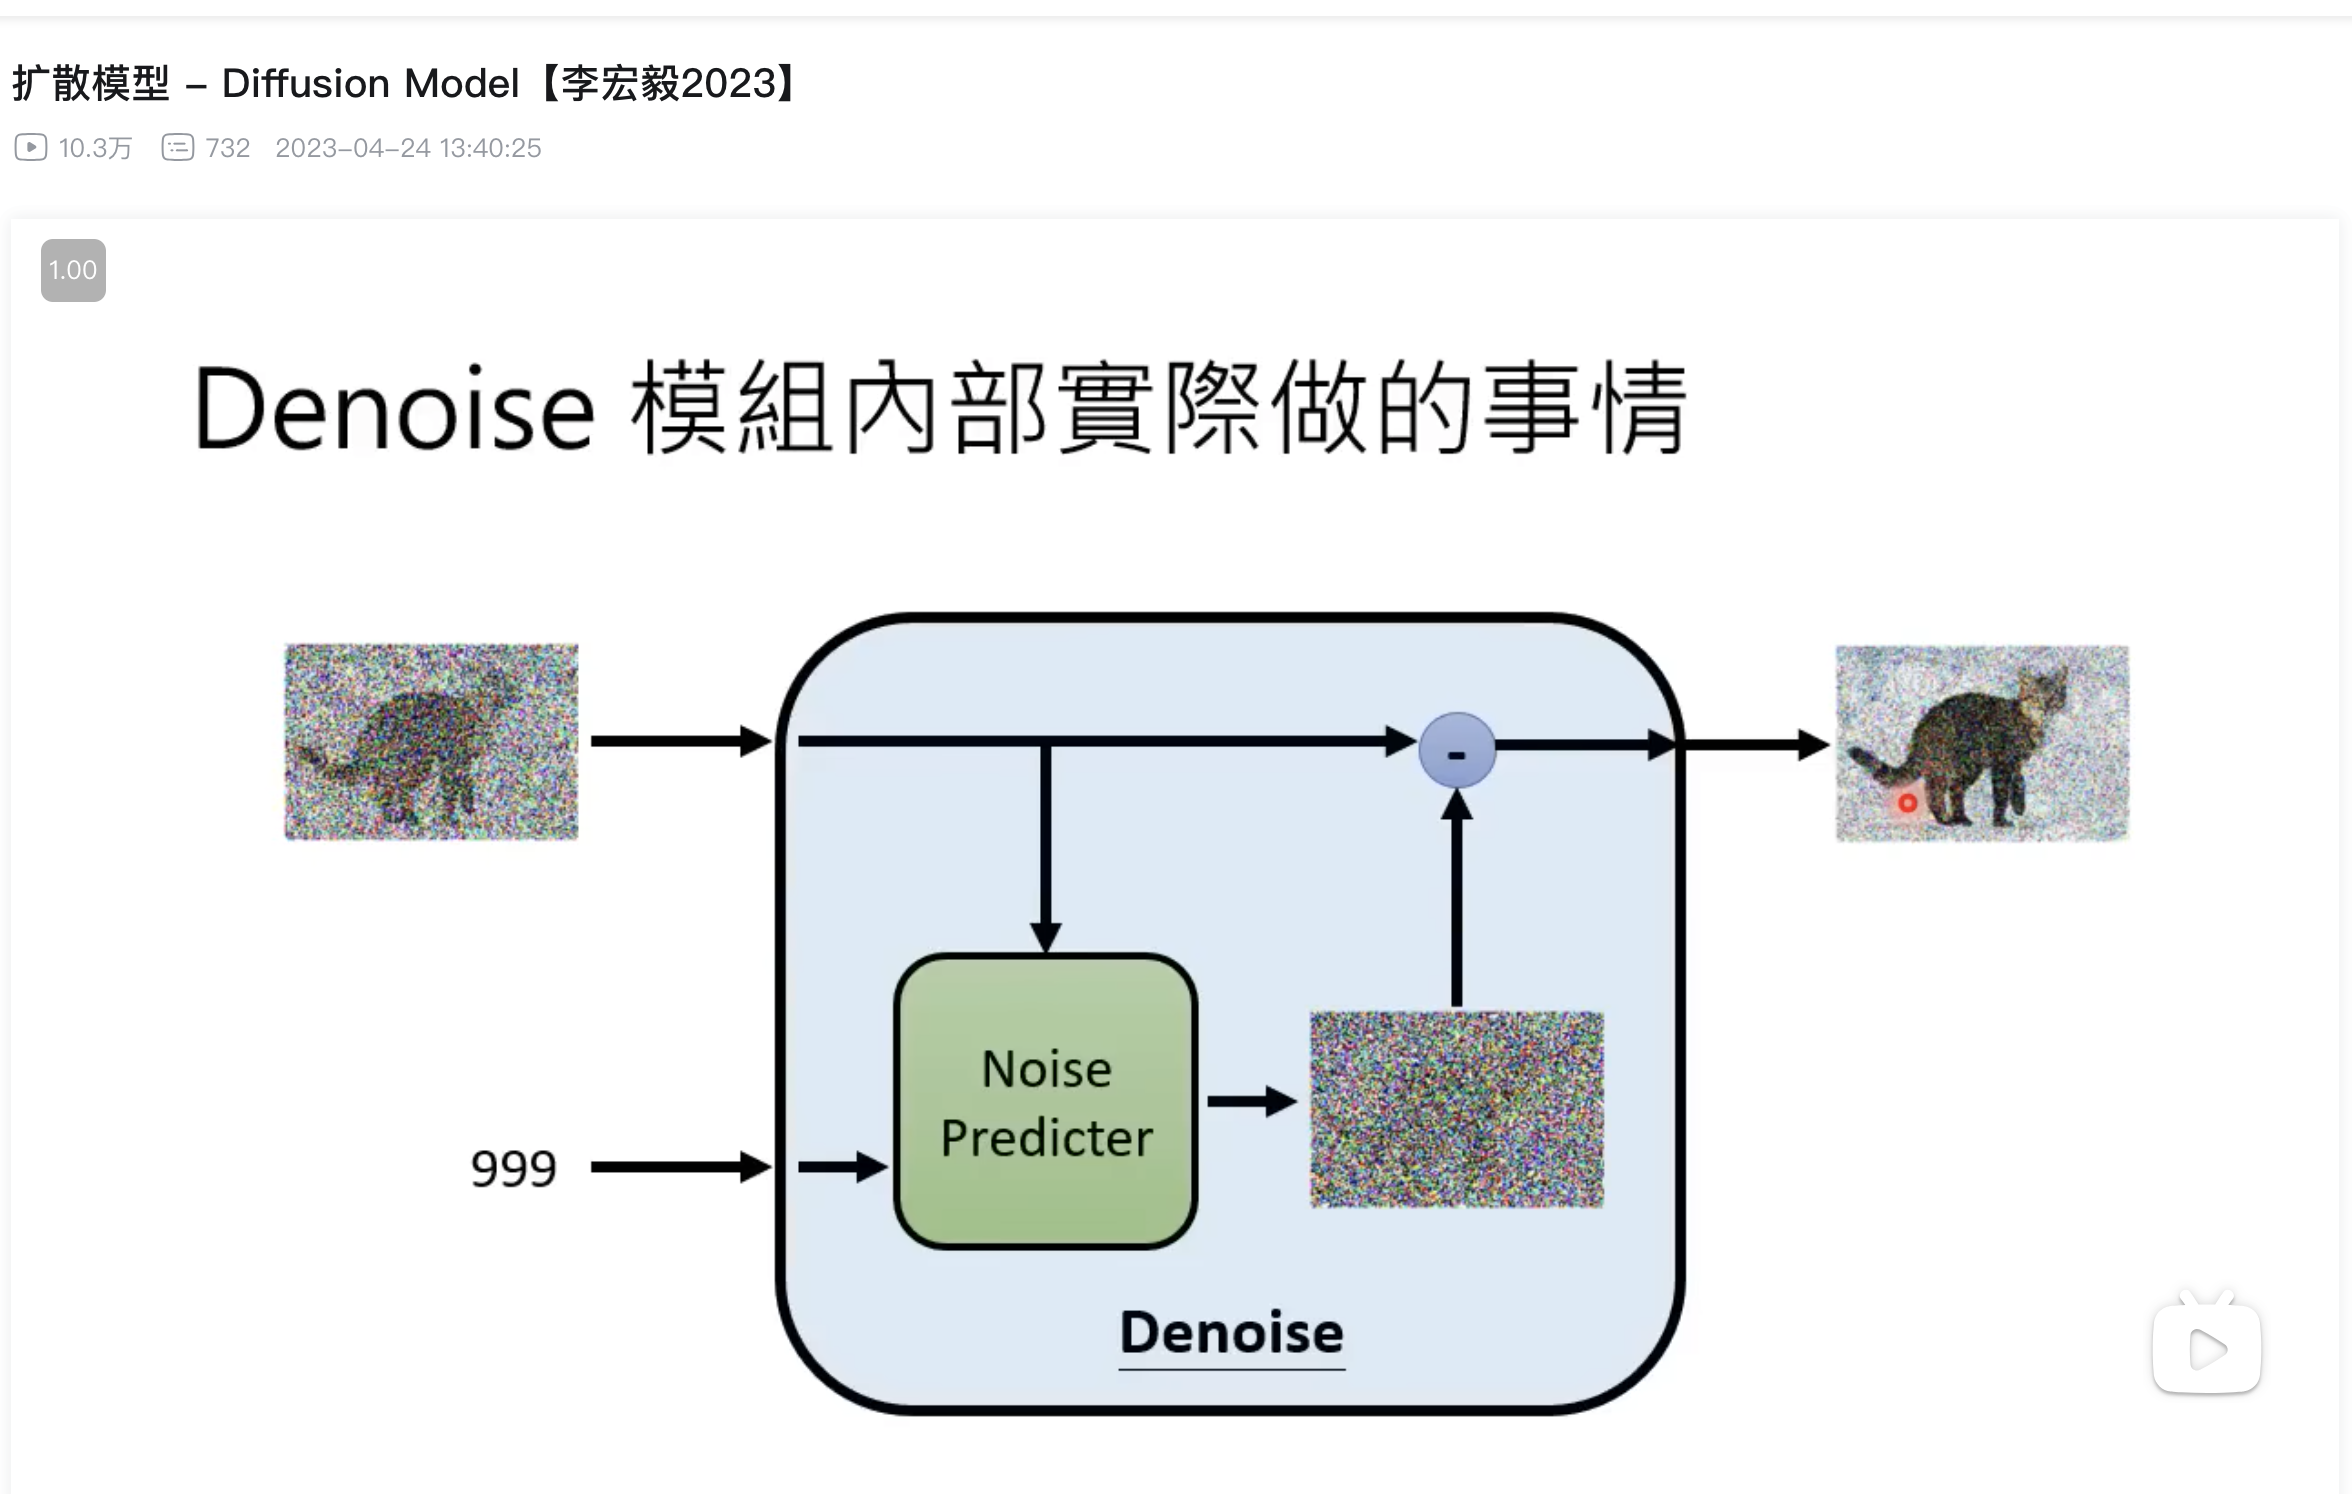 扩散模型 – Diffusion Model【李宏毅2023】
10.3万 732 2023–04–24 13:40:25
1.00
Denoise 模組內部實際做的事情
-
Noise
Predicter
999
Denoise